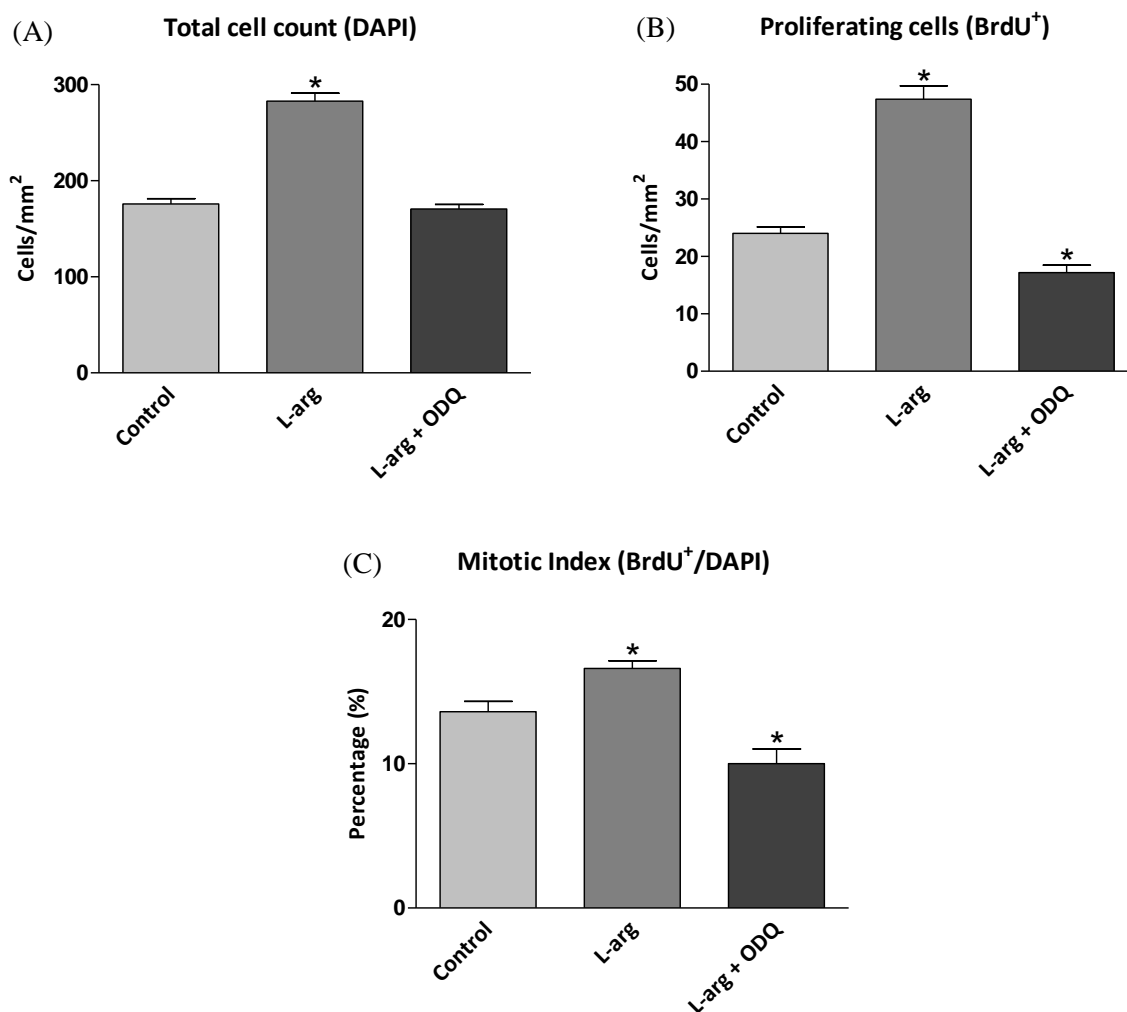 (A) Total cell count (DAPI)
300
200
100
0
Cells/mm²
*
Control
L-arg
L-arg + ODQ
(B) Proliferating cells (BrdU⁺)
50
40
30
20
10
0
Cells/mm²
*
*
Control
L-arg
L-arg + ODQ
(C) Mitotic Index (BrdU⁺/DAPI)
20
10
0
Percentage (%)
*
*
Control
L-arg
L-arg + ODQ